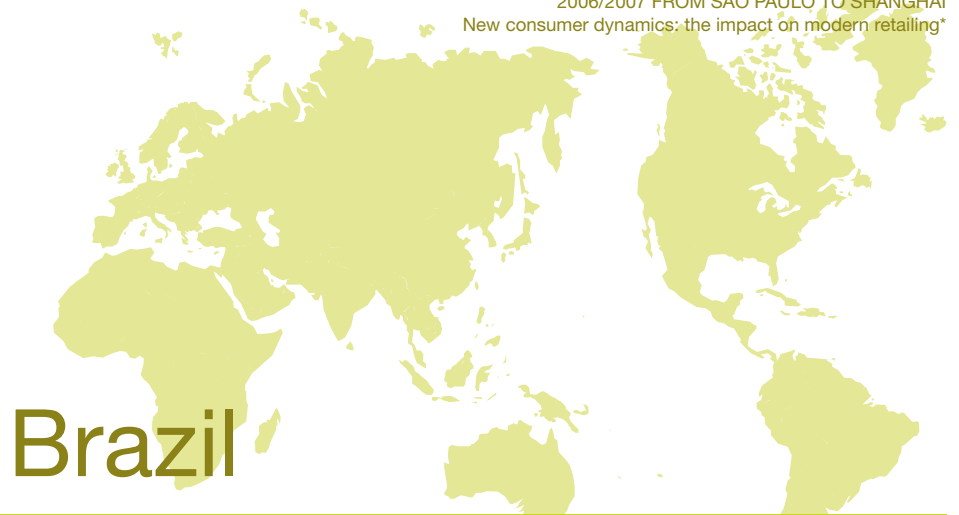 2006/2007 FROM SAO PAULO TO SHANGHAI
New consumer dynamics: the impact on modern retailing*
Brazil